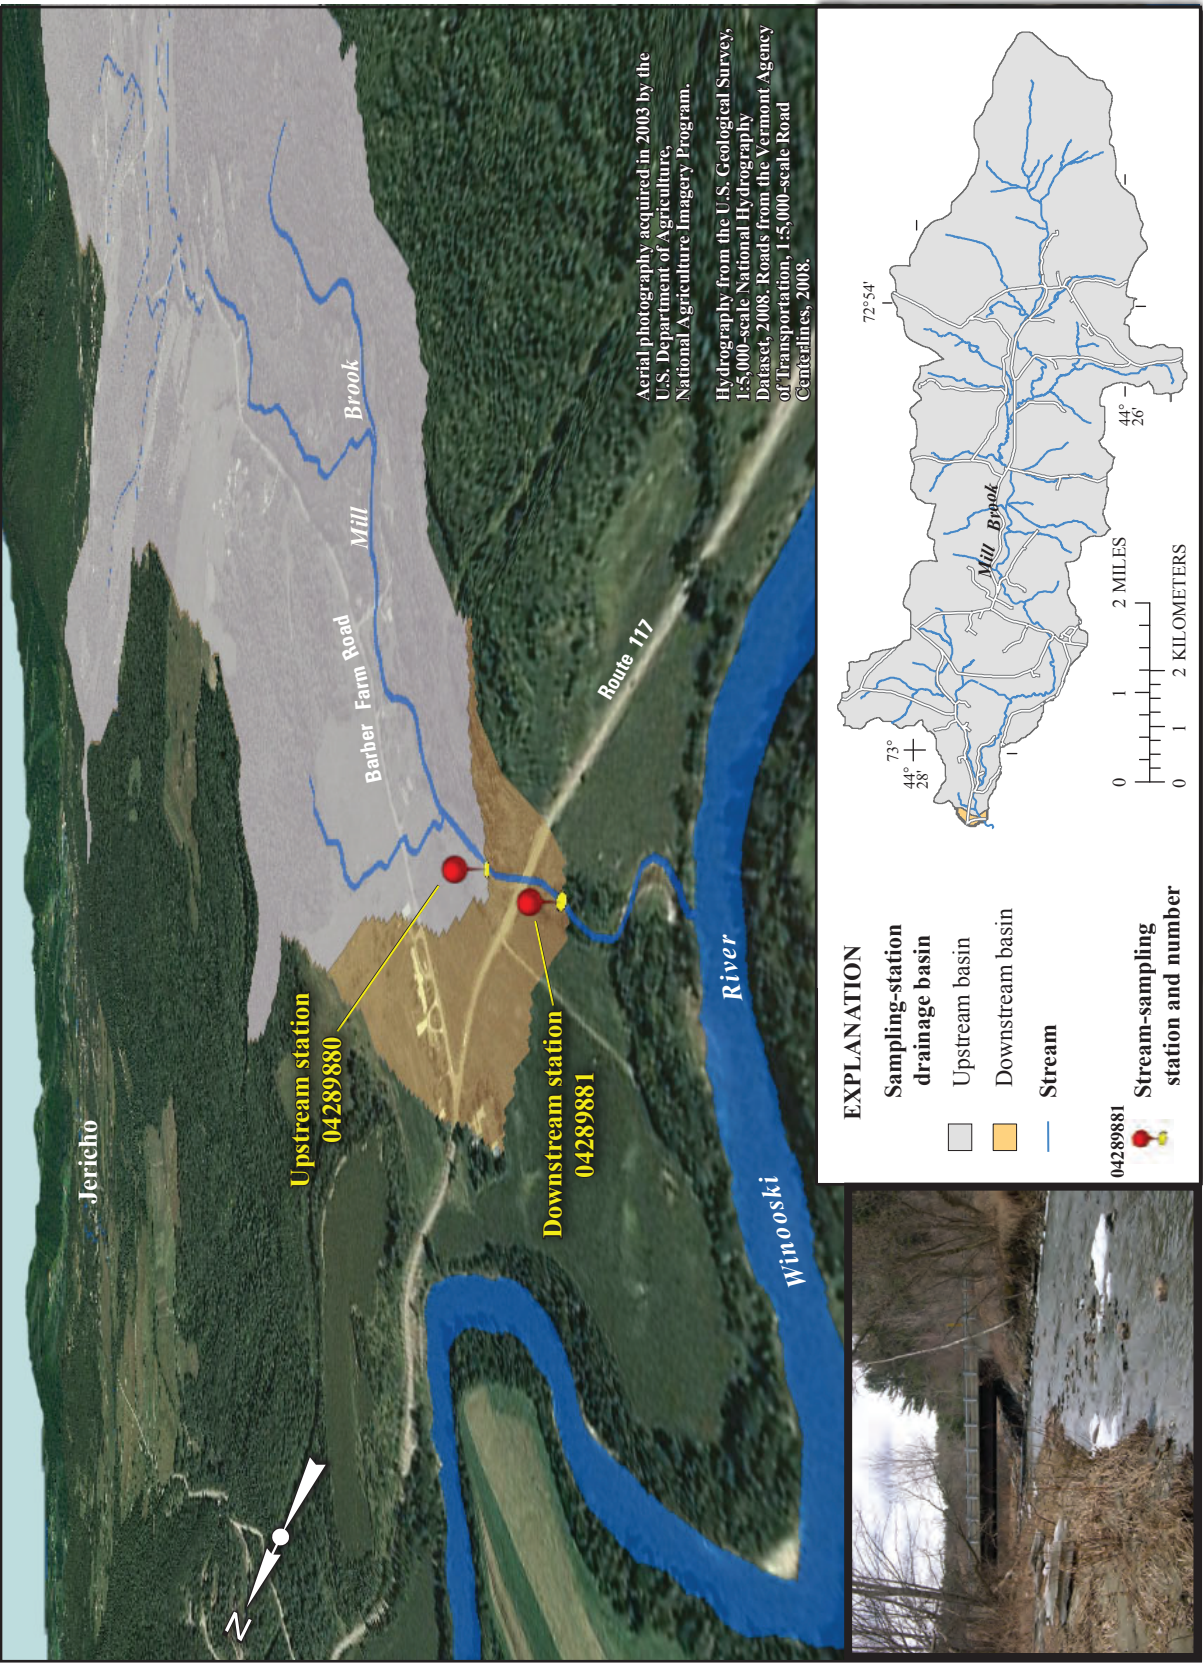 Jericho
Upstream station
04289880
Downstream station
04289881
Barber Farm Road
Mill Brook
Route 117
Winooski River
N
Aerial photography acquired in 2003 by the
U.S. Department of Agriculture,
National Agriculture Imagery Program.
Hydrography from the U.S. Geological Survey,
1:5,000-scale National Hydrography
Dataset, 2008. Roads from the Vermont Agency
of Transportation, 1:5,000-scale Road
Centerlines, 2008.
EXPLANATION
Sampling-station
drainage basin
Upstream basin
Downstream basin
Stream
04289881
Stream-sampling
station and number
73°
44°
28'
72°54'
44°
26'
Mill Brook
0 1 2 MILES
0 1 2 KILOMETERS